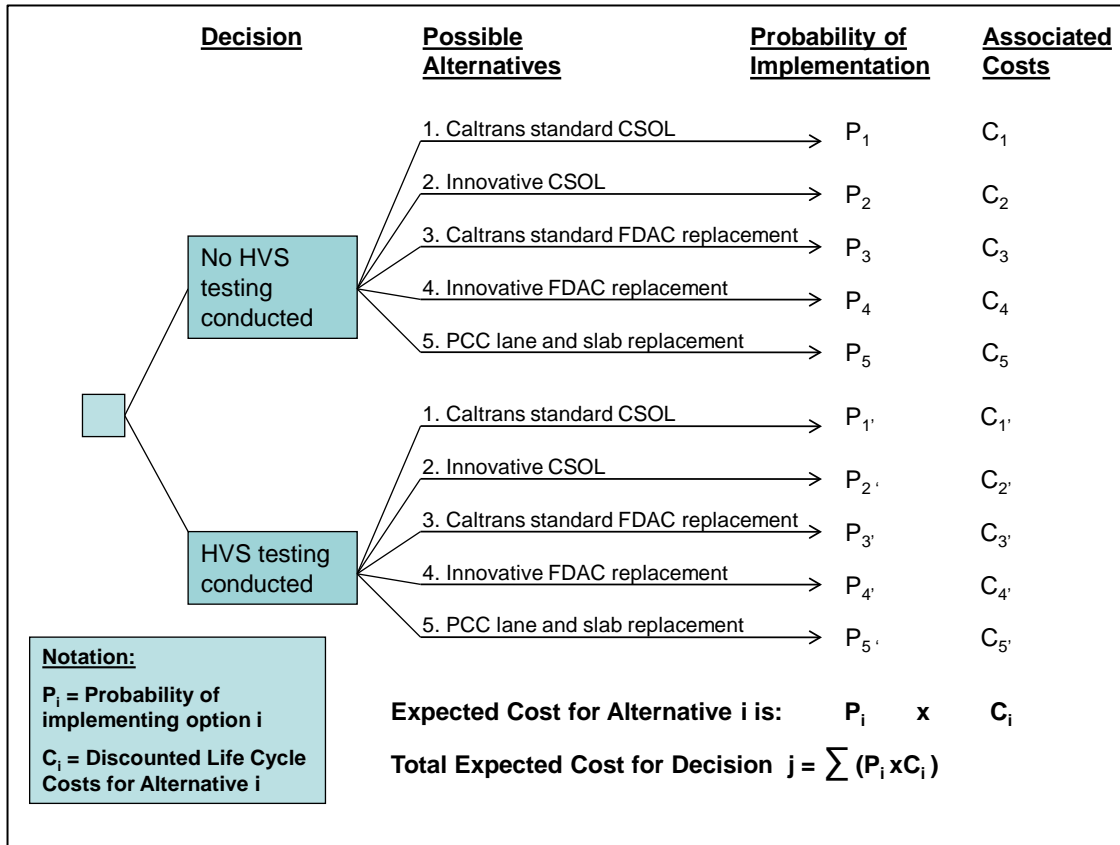 Decision
Possible
Alternatives
Probability of
Implementation
Associated
Costs
No HVS
testing
conducted
1. Caltrans standard CSOL P₁ C₁
2. Innovative CSOL P₂ C₂
3. Caltrans standard FDAC replacement P₃ C₃
4. Innovative FDAC replacement P₄ C₄
5. PCC lane and slab replacement P₅ C₅
HVS testing
conducted
1. Caltrans standard CSOL P₁' C₁'
2. Innovative CSOL P₂ ‘ C₂'
3. Caltrans standard FDAC replacement P₃' C₃'
4. Innovative FDAC replacement P₄' C₄'
5. PCC lane and slab replacement P₅ ‘ C₅'
Notation:
Pᵢ = Probability of
implementing option i
Cᵢ = Discounted Life Cycle
Costs for Alternative i
Expected Cost for Alternative i is: Pᵢ x Cᵢ
Total Expected Cost for Decision j = ∑ (Pᵢ xCᵢ )